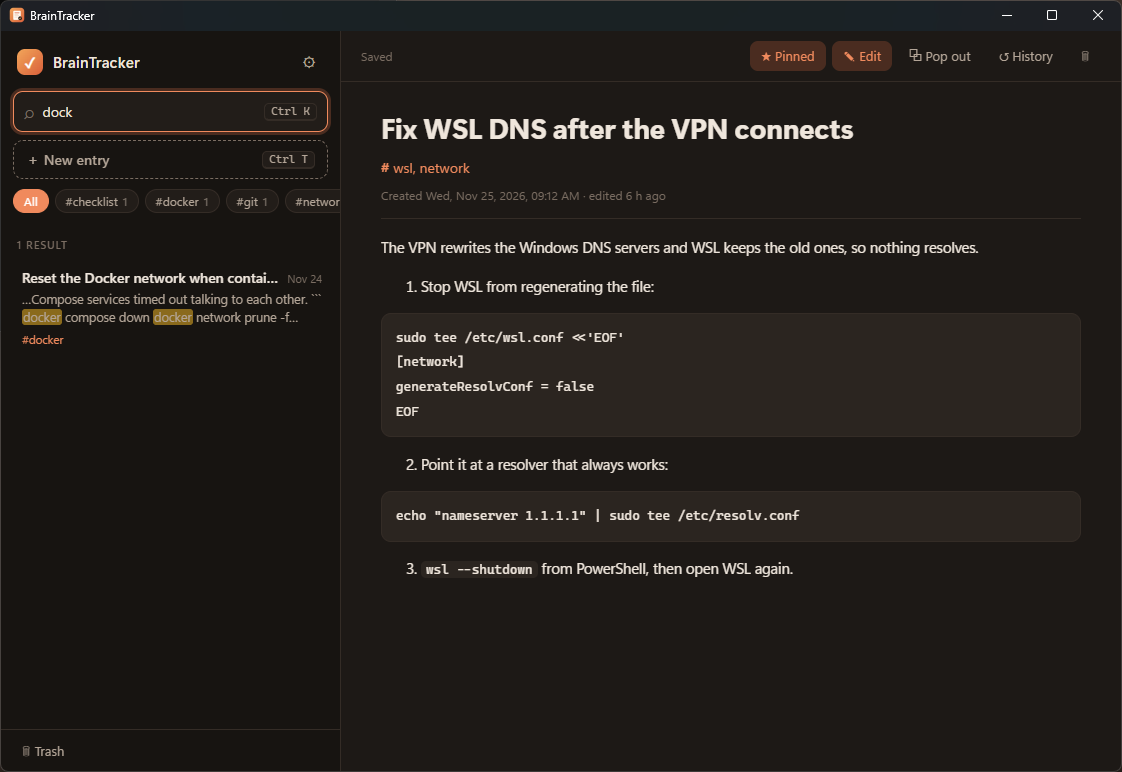 BrainTracker
BrainTracker
dock
Ctrl K
+ New entry
Ctrl T
All
#checklist 1
#docker 1
#git 1
#networ
1 RESULT
Reset the Docker network when contai...
Nov 24
...Compose services timed out talking to each other. ```
docker compose down docker network prune -f...
#docker
Trash
Saved
★ Pinned
Edit
Pop out
History
Fix WSL DNS after the VPN connects
# wsl, network
Created Wed, Nov 25, 2026, 09:12 AM · edited 6 h ago
The VPN rewrites the Windows DNS servers and WSL keeps the old ones, so nothing resolves.
1. Stop WSL from regenerating the file:
sudo tee /etc/wsl.conf <<'EOF'
[network]
generateResolvConf = false
EOF
2. Point it at a resolver that always works:
echo "nameserver 1.1.1.1" | sudo tee /etc/resolv.conf
3. wsl --shutdown from PowerShell, then open WSL again.